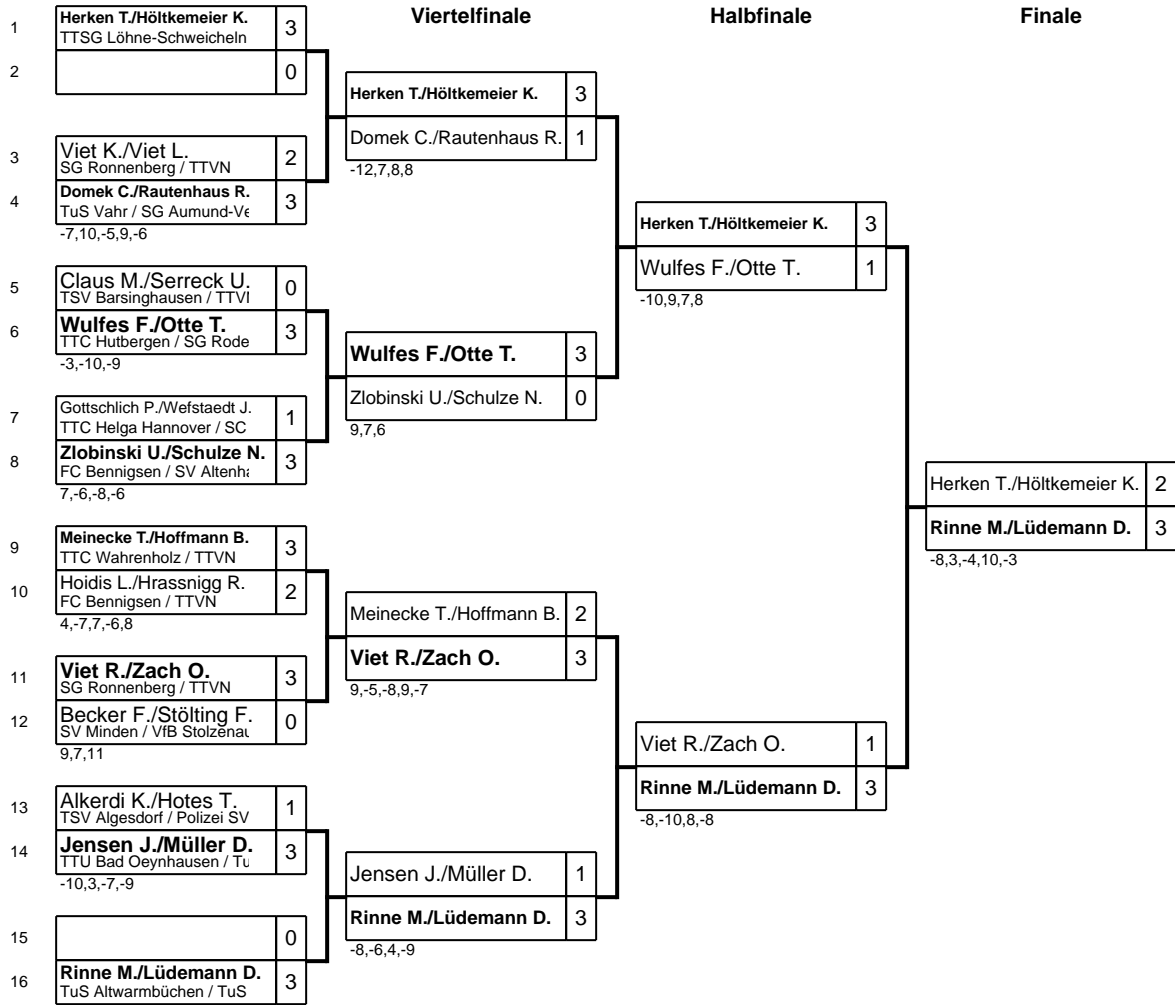 Viertelfinale
Halbfinale
Finale
1
Herken T./Höltkemeier K.
TTSG Löhne-Schweicheln
3
2
0
3
Viet K./Viet L.
SG Ronnenberg / TTVN
2
4
Domek C./Rautenhaus R.
TuS Vahr / SG Aumund-Ve
3
-7,10,-5,9,-6
5
Claus M./Serreck U.
TSV Barsinghausen / TTVN
0
6
Wulfes F./Otte T.
TTC Hutbergen / SG Rode
3
-3,-10,-9
7
Gottschlich P./Wefstaedt J.
TTC Helga Hannover / SC
1
8
Zlobinski U./Schulze N.
FC Bennigsen / SV Altenha
3
7,-6,-8,-6
9
Meinecke T./Hoffmann B.
TTC Wahrenholz / TTVN
3
10
Hoidis L./Hrassnigg R.
FC Bennigsen / TTVN
2
4,-7,7,-6,8
11
Viet R./Zach O.
SG Ronnenberg / TTVN
3
12
Becker F./Stölting F.
SV Minden / VfB Stolzenau
0
9,7,11
13
Alkerdi K./Hotes T.
TSV Algesdorf / Polizei SV
1
14
Jensen J./Müller D.
TTU Bad Oeynhausen / Tu
3
-10,3,-7,-9
15
0
16
Rinne M./Lüdemann D.
TuS Altwarmbüchen / TuS
3
Herken T./Höltkemeier K.
3
Domek C./Rautenhaus R.
1
-12,7,8,8
Wulfes F./Otte T.
3
Zlobinski U./Schulze N.
0
9,7,6
Meinecke T./Hoffmann B.
2
Viet R./Zach O.
3
9,-5,-8,9,-7
Jensen J./Müller D.
1
Rinne M./Lüdemann D.
3
-8,-6,4,-9
Herken T./Höltkemeier K.
3
Wulfes F./Otte T.
1
-10,9,7,8
Viet R./Zach O.
1
Rinne M./Lüdemann D.
3
-8,-10,8,-8
Herken T./Höltkemeier K.
2
Rinne M./Lüdemann D.
3
-8,3,-4,10,-3